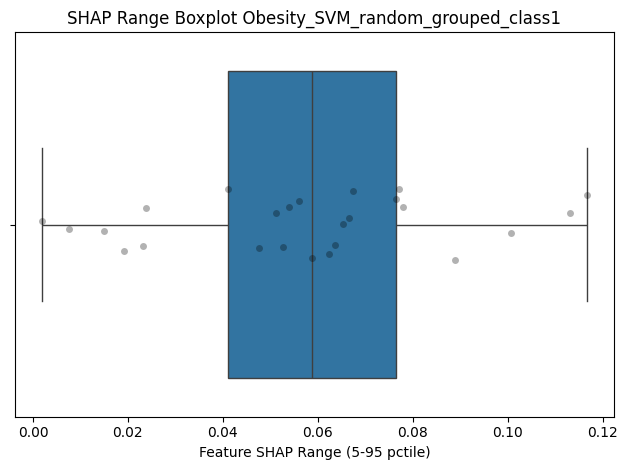 SHAP Range Boxplot Obesity_SVM_random_grouped_class1
0.00 0.02 0.04 0.06 0.08 0.10 0.12
Feature SHAP Range (5-95 pctile)